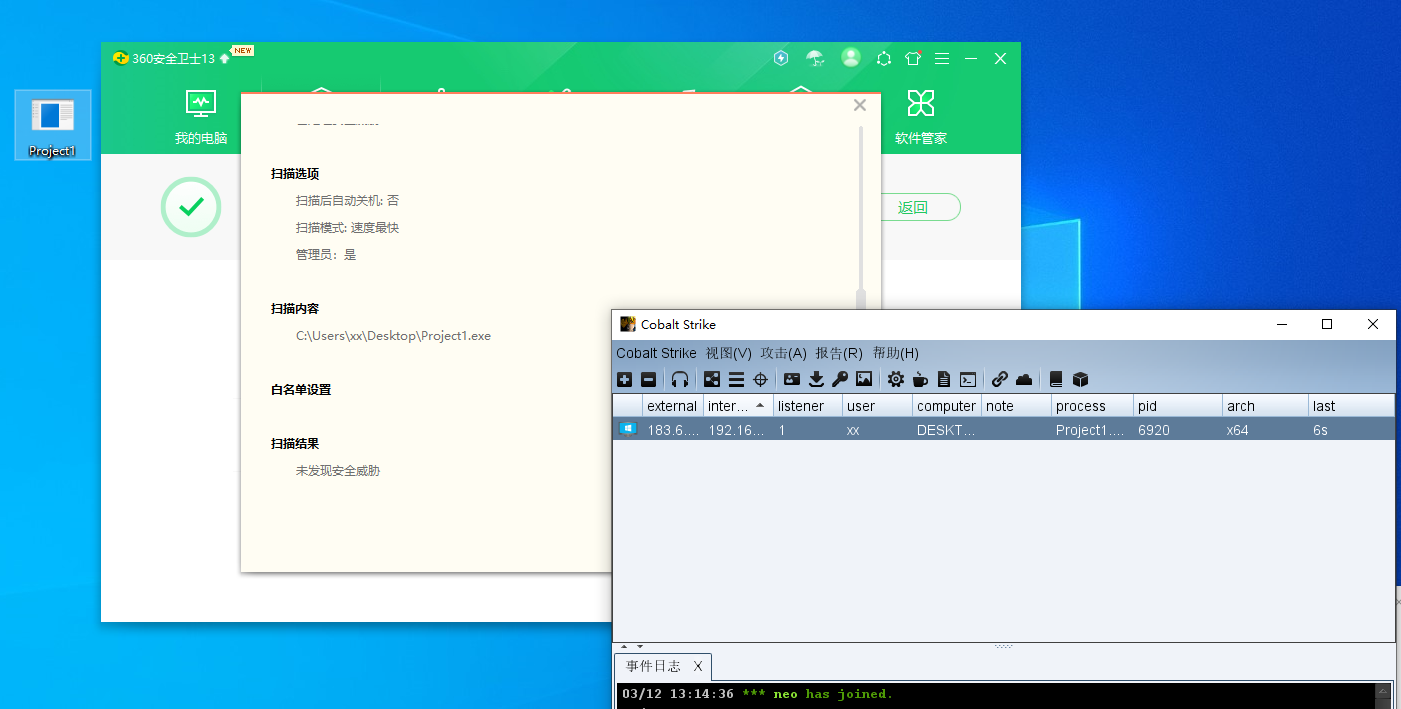 360安全卫士13
NEW
Project1
我的电脑
软件管家
返回
扫描选项
扫描后自动关机: 否
扫描模式: 速度最快
管理员：是
扫描内容
C:\Users\xx\Desktop\Project1.exe
白名单设置
扫描结果
未发现安全威胁
Cobalt Strike
Cobalt Strike 视图(V) 攻击(A) 报告(R) 帮助(H)
external inter... listener user computer note process pid arch last
183.6.... 192.16... 1 xx DESKT... Project1.... 6920 x64 6s
事件日志 X
03/12 13:14:36 *** neo has joined.